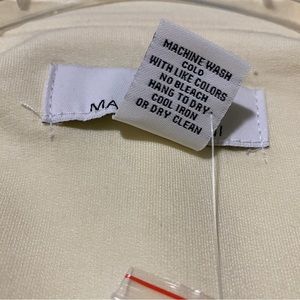 MACHINE WASH
COLD
WITH LIKE COLORS
NO BLEACH
HANG TO DRY
COOL IRON
OR DRY CLEAN
MA